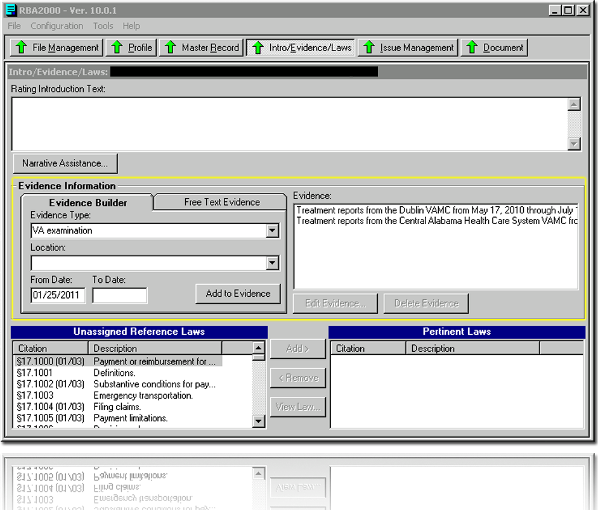 RBA2000 - Ver. 10.0.1
File Configuration Tools Help
File Management Profile Master Record Intro/Evidence/Laws Issue Management Document
Intro/Evidence/Laws:
Rating Introduction Text:
Narrative Assistance...
Evidence Information
Evidence Builder Free Text Evidence
Evidence Type:
VA examination
Location:
From Date: To Date:
01/25/2011
Add to Evidence
Evidence:
Treatment reports from the Dublin VAMC from May 17, 2010 through July
Treatment reports from the Central Alabama Health Care System VAMC
Edit Evidence... Delete Evidence
Unassigned Reference Laws
Citation Description
§17.1000 (01/03) Payment or reimbursement for ...
§17.1001 Definitions.
§17.1002 (01/03) Substantive conditions for pay...
§17.1003 Emergency transportation.
§17.1004 (01/03) Filing claims.
§17.1005 (01/03) Payment limitations.
Add >
< Remove
View Law...
Pertinent Laws
Citation Description